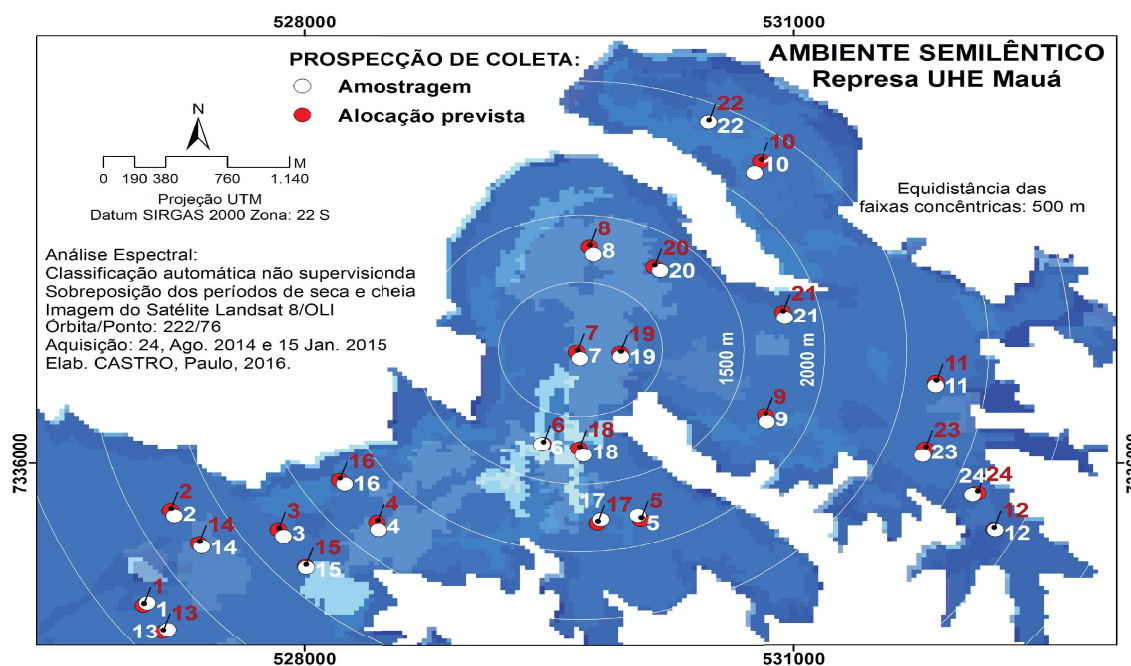 528000
531000
AMBIENTE SEMILÊNTICO
Represa UHE Mauá
PROSPECÇÃO DE COLETA:
Amostragem
Alocação prevista
N
M
0 190 380 760 1.140
Projeção UTM
Datum SIRGAS 2000 Zona: 22 S
Equidistância das
faixas concêntricas: 500 m
Análise Espectral:
Classificação automática não supervisionda
Sobreposição dos períodos de seca e cheia
Imagem do Satélite Landsat 8/OLI
Órbita/Ponto: 222/76
Aquisição: 24, Ago. 2014 e 15 Jan. 2015
Elab. CASTRO, Paulo, 2016.
22
22
10
10
8
8
20
20
21
21
7
7
19
19
1500 m
2000 m
11
11
9
9
6
6
18
18
23
23
16
16
24
24
2
2
3
3
4
4
17
17
5
5
12
12
14
14
15
15
1
1
13
13
7336000
7336000
528000
531000